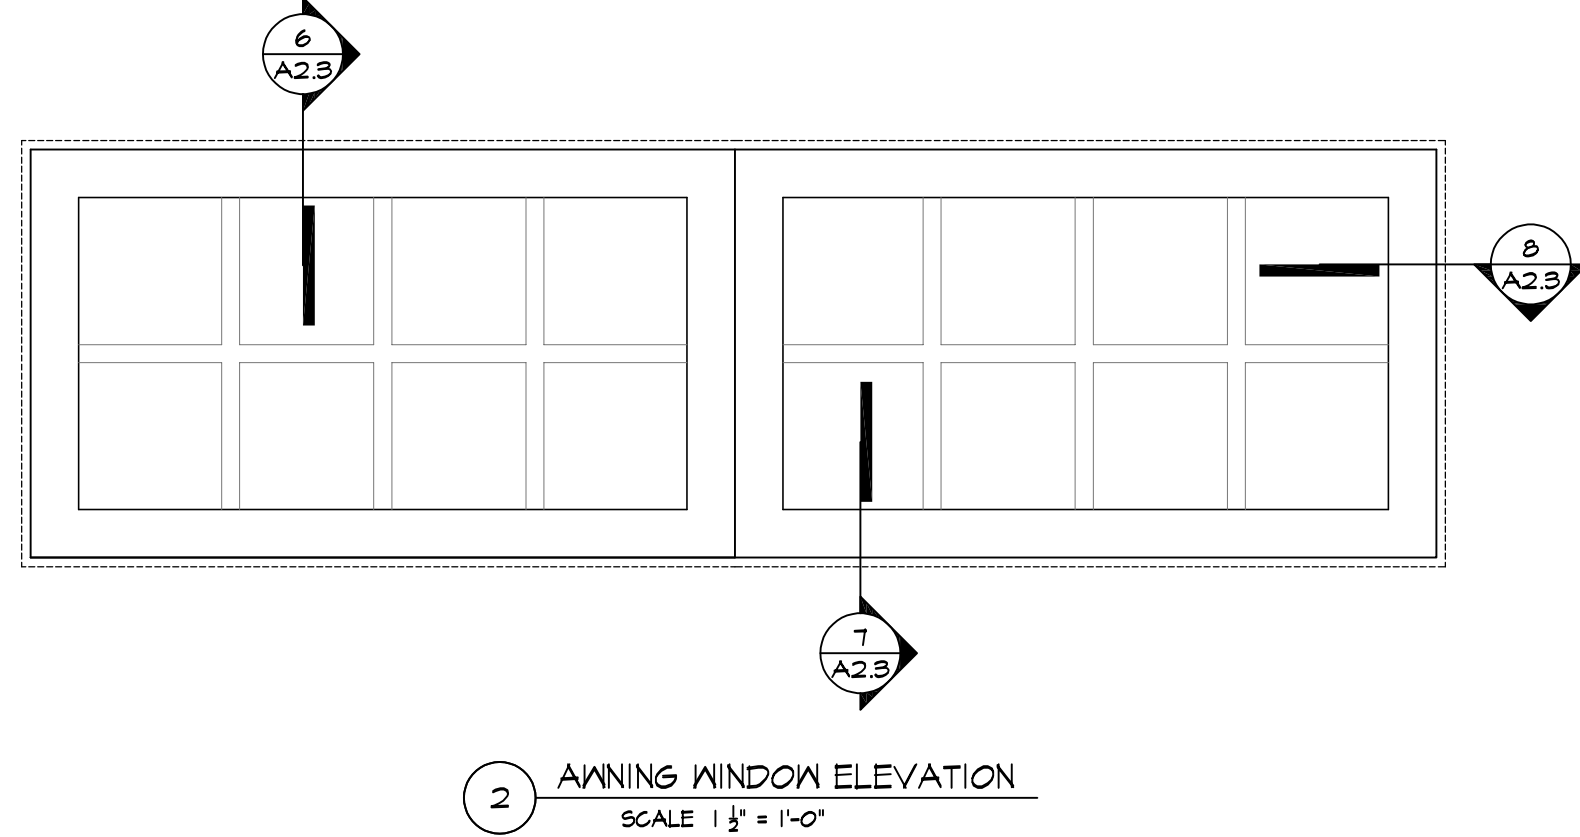 6
A2.3
8
A2.3
7
A2.3
2
AWNING WINDOW ELEVATION
SCALE 1 ½" = 1'-0"